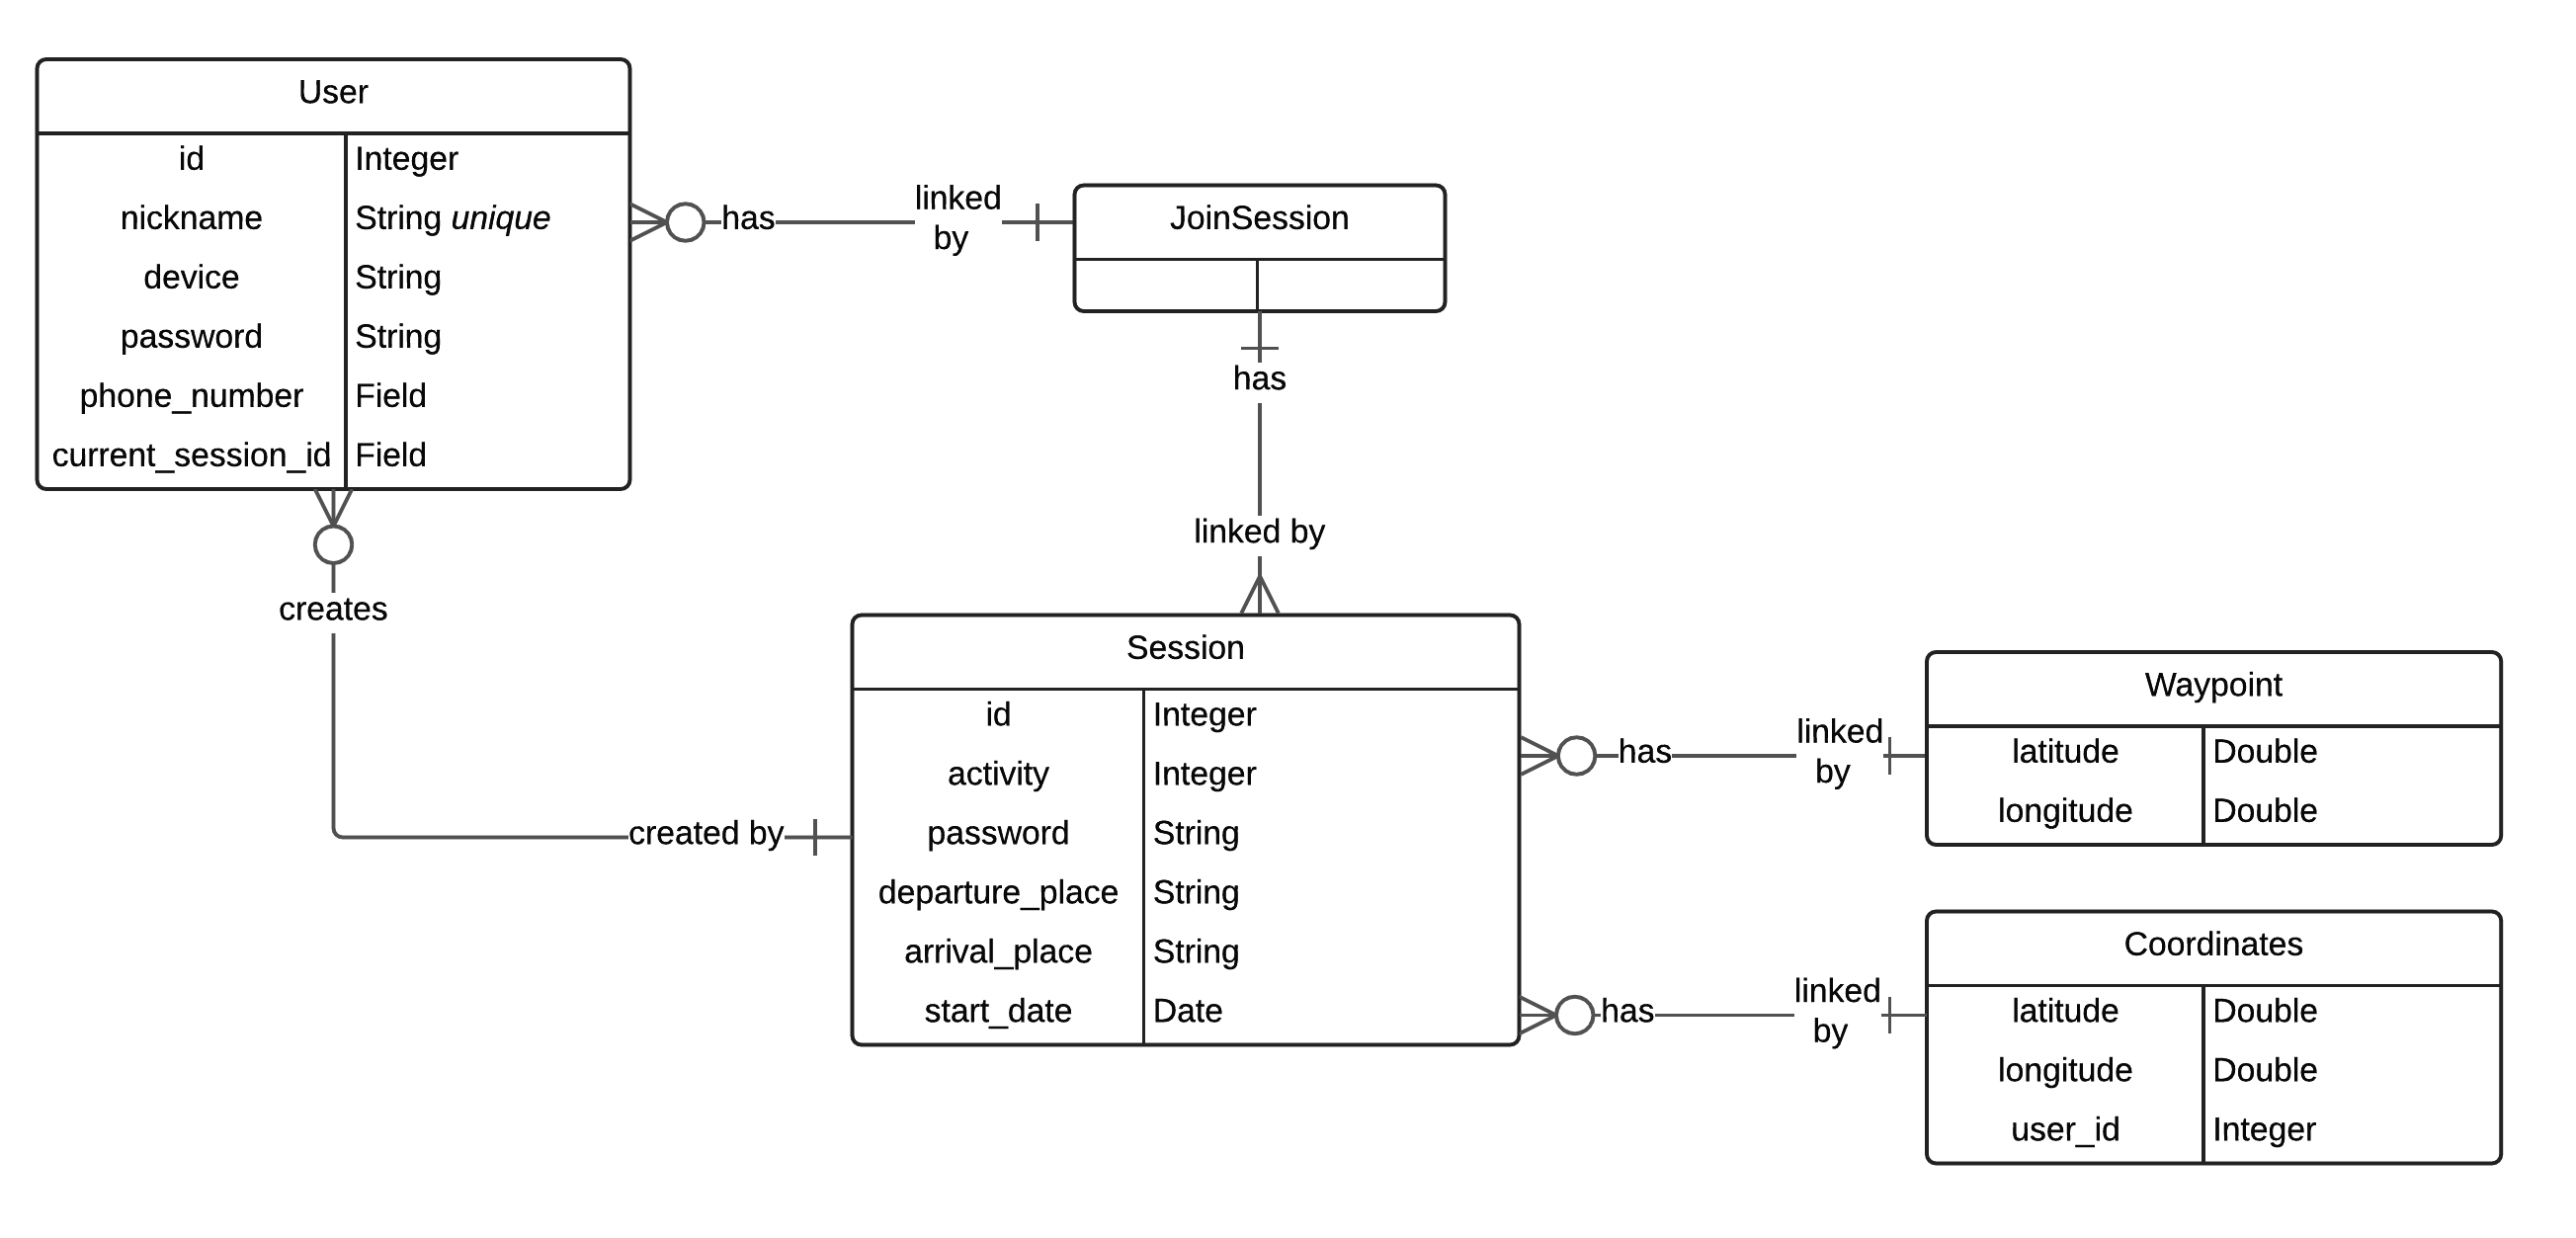 User
id Integer
nickname String unique
device String
password String
phone_number Field
current_session_id Field
has
linked
by
JoinSession
has
linked by
creates
created by
Session
id Integer
activity Integer
password String
departure_place String
arrival_place String
start_date Date
has
linked
by
Waypoint
latitude Double
longitude Double
has
linked
by
Coordinates
latitude Double
longitude Double
user_id Integer